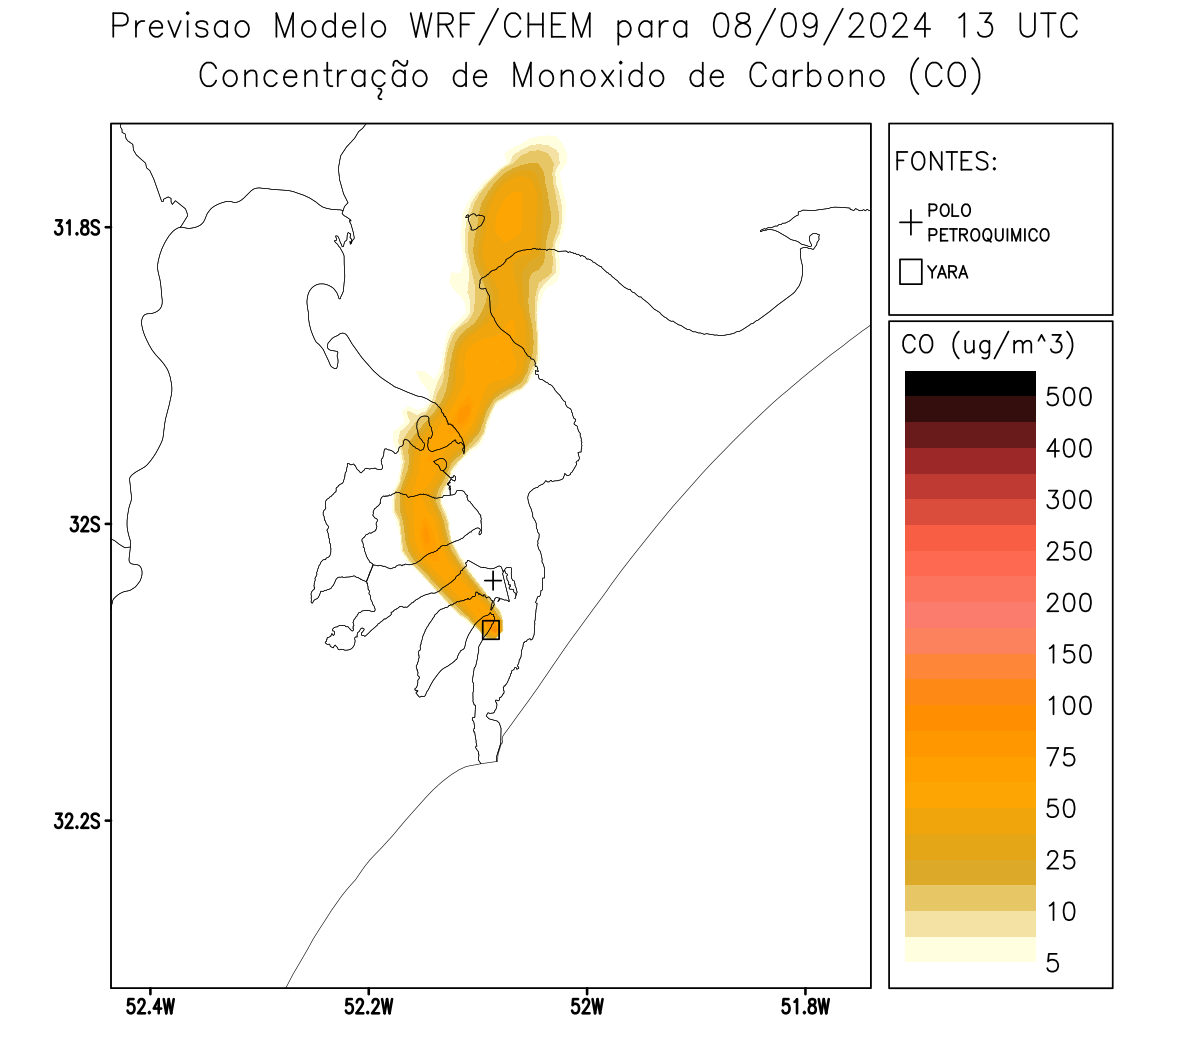 Previsao Modelo WRF/CHEM para 08/09/2024 13 UTC
Concentração de Monoxido de Carbono (CO)
FONTES:
POLO
PETROQUIMICO
YARA
CO (ug/m^3)
500
400
300
250
200
150
100
75
50
25
10
5
31.8S
32S
32.2S
52.4W
52.2W
52W
51.8W